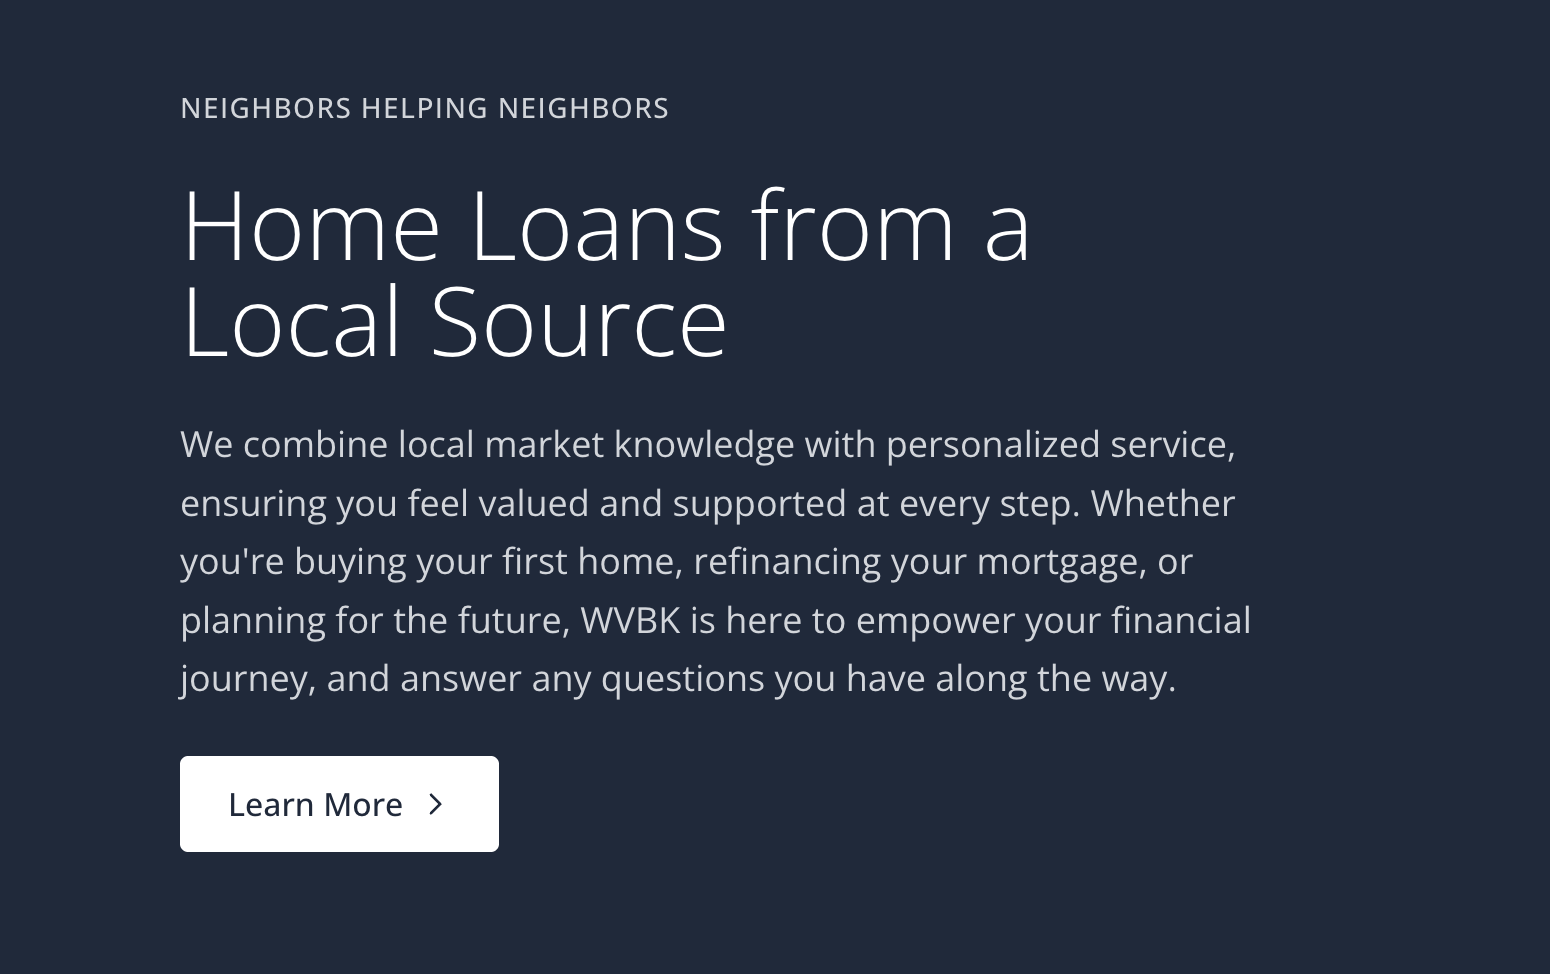 NEIGHBORS HELPING NEIGHBORS
Home Loans from a
Local Source
We combine local market knowledge with personalized service,
ensuring you feel valued and supported at every step. Whether
you're buying your first home, refinancing your mortgage, or
planning for the future, WVBK is here to empower your financial
journey, and answer any questions you have along the way.
Learn More